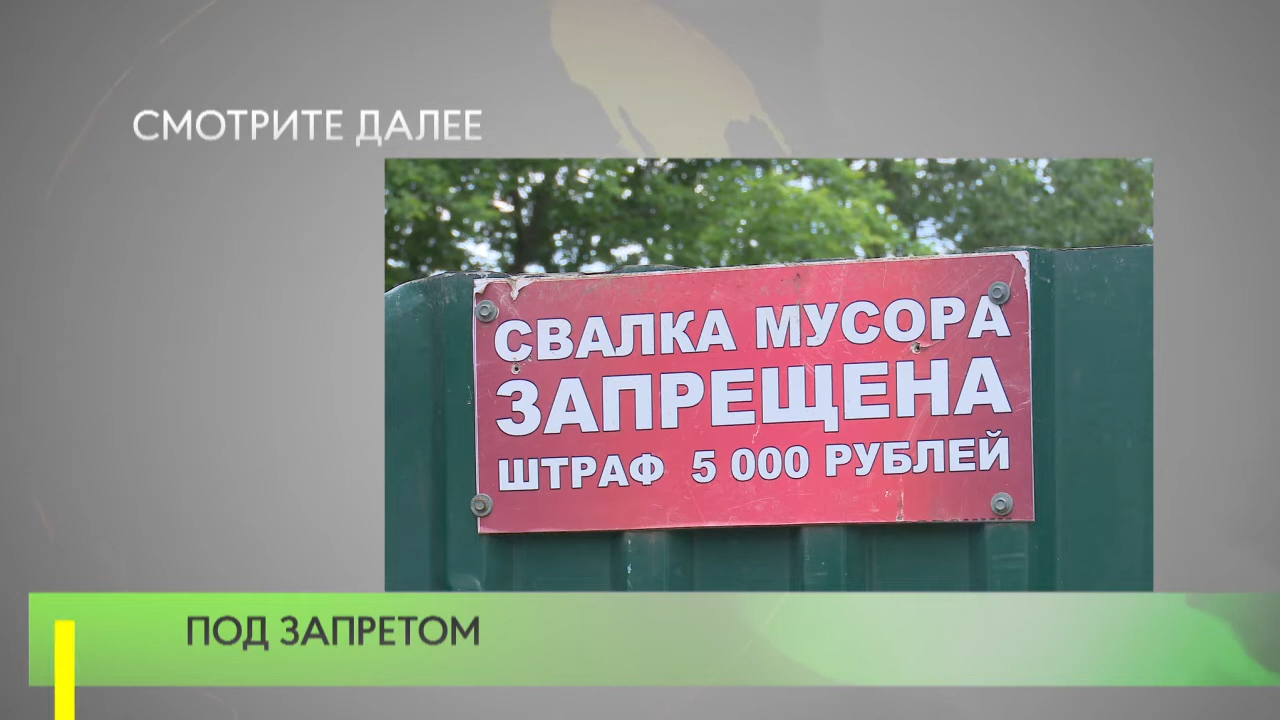 СМОТРИТЕ ДАЛЕЕ
СВАЛКА МУСОРА
ЗАПРЕЩЕНА
ШТРАФ 5 000 РУБЛЕЙ
ПОД ЗАПРЕТОМ